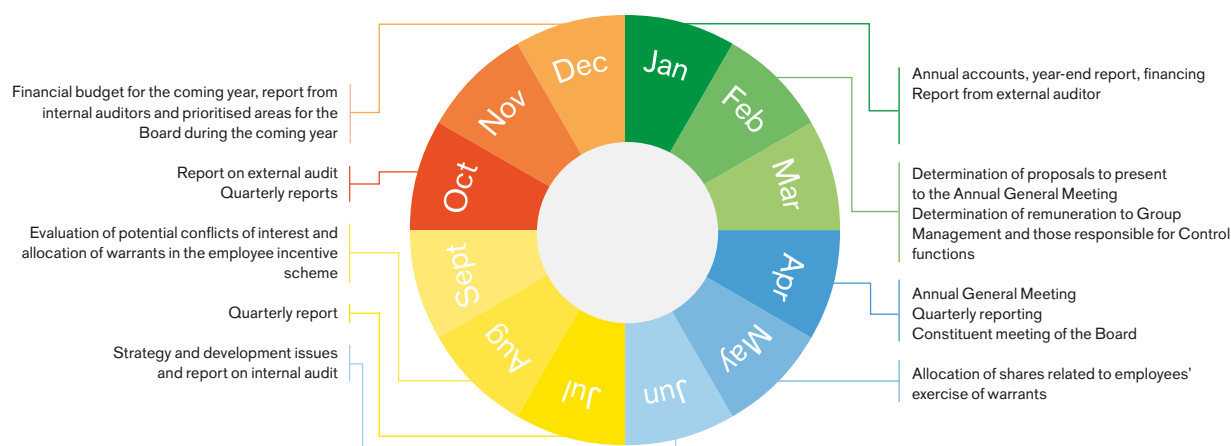 Dec
Jan
Nov
Feb
Oct
Mar
Sept
Apr
Aug
May
Jul
Jun
Financial budget for the coming year, report from
internal auditors and prioritised areas for the
Board during the coming year
Report on external audit
Quarterly reports
Evaluation of potential conflicts of interest and
allocation of warrants in the employee incentive
scheme
Quarterly report
Strategy and development issues
and report on internal audit
Annual accounts, year-end report, financing
Report from external auditor
Determination of proposals to present
to the Annual General Meeting
Determination of remuneration to Group
Management and those responsible for Control
functions
Annual General Meeting
Quarterly reporting
Constituent meeting of the Board
Allocation of shares related to employees’
exercise of warrants